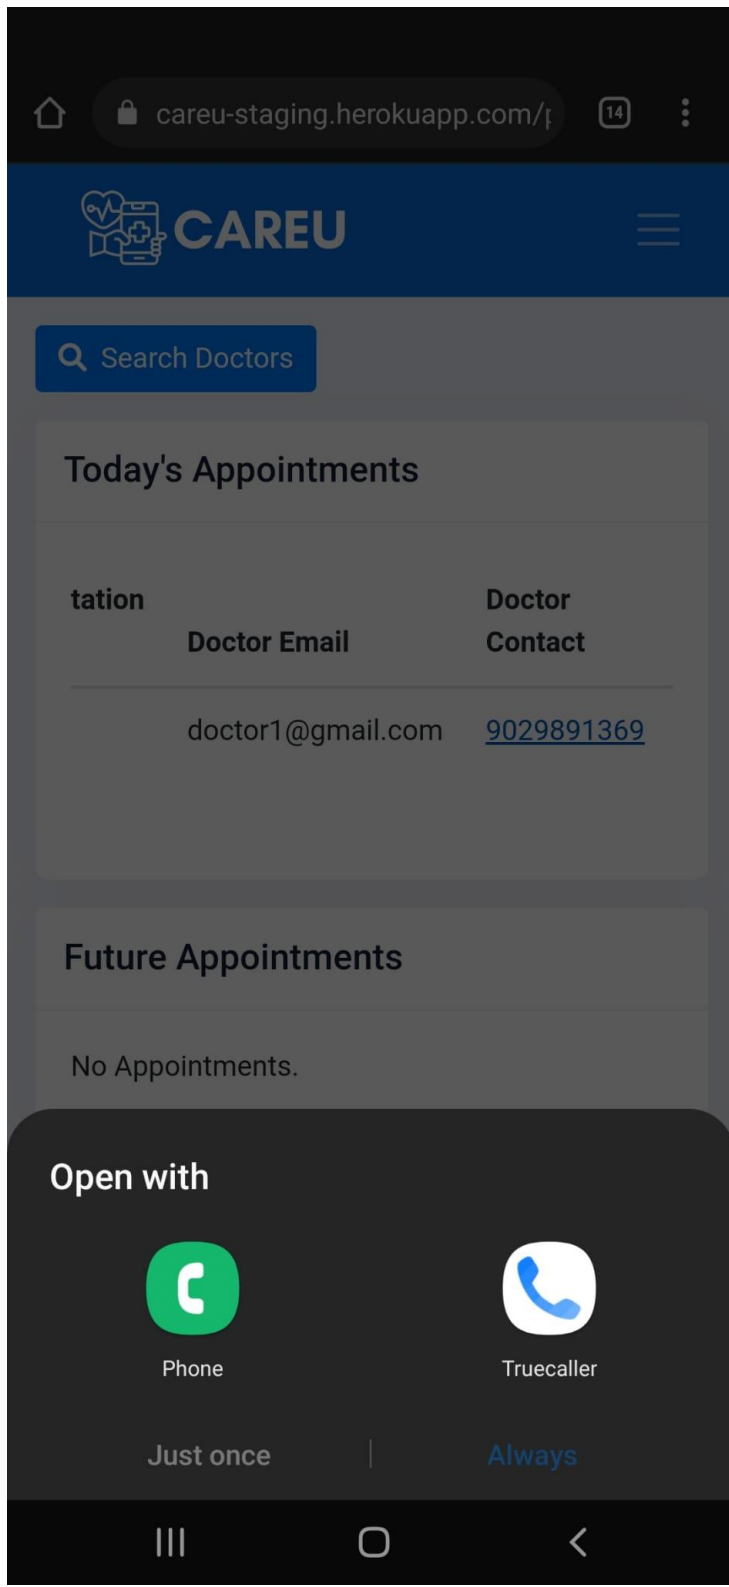 careu-staging.herokuapp.com/p
14
CAREU
Search Doctors
Today's Appointments
tation
Doctor Email
Doctor
Contact
doctor1@gmail.com
9029891369
Future Appointments
No Appointments.
Open with
Phone
Truecaller
Just once
Always